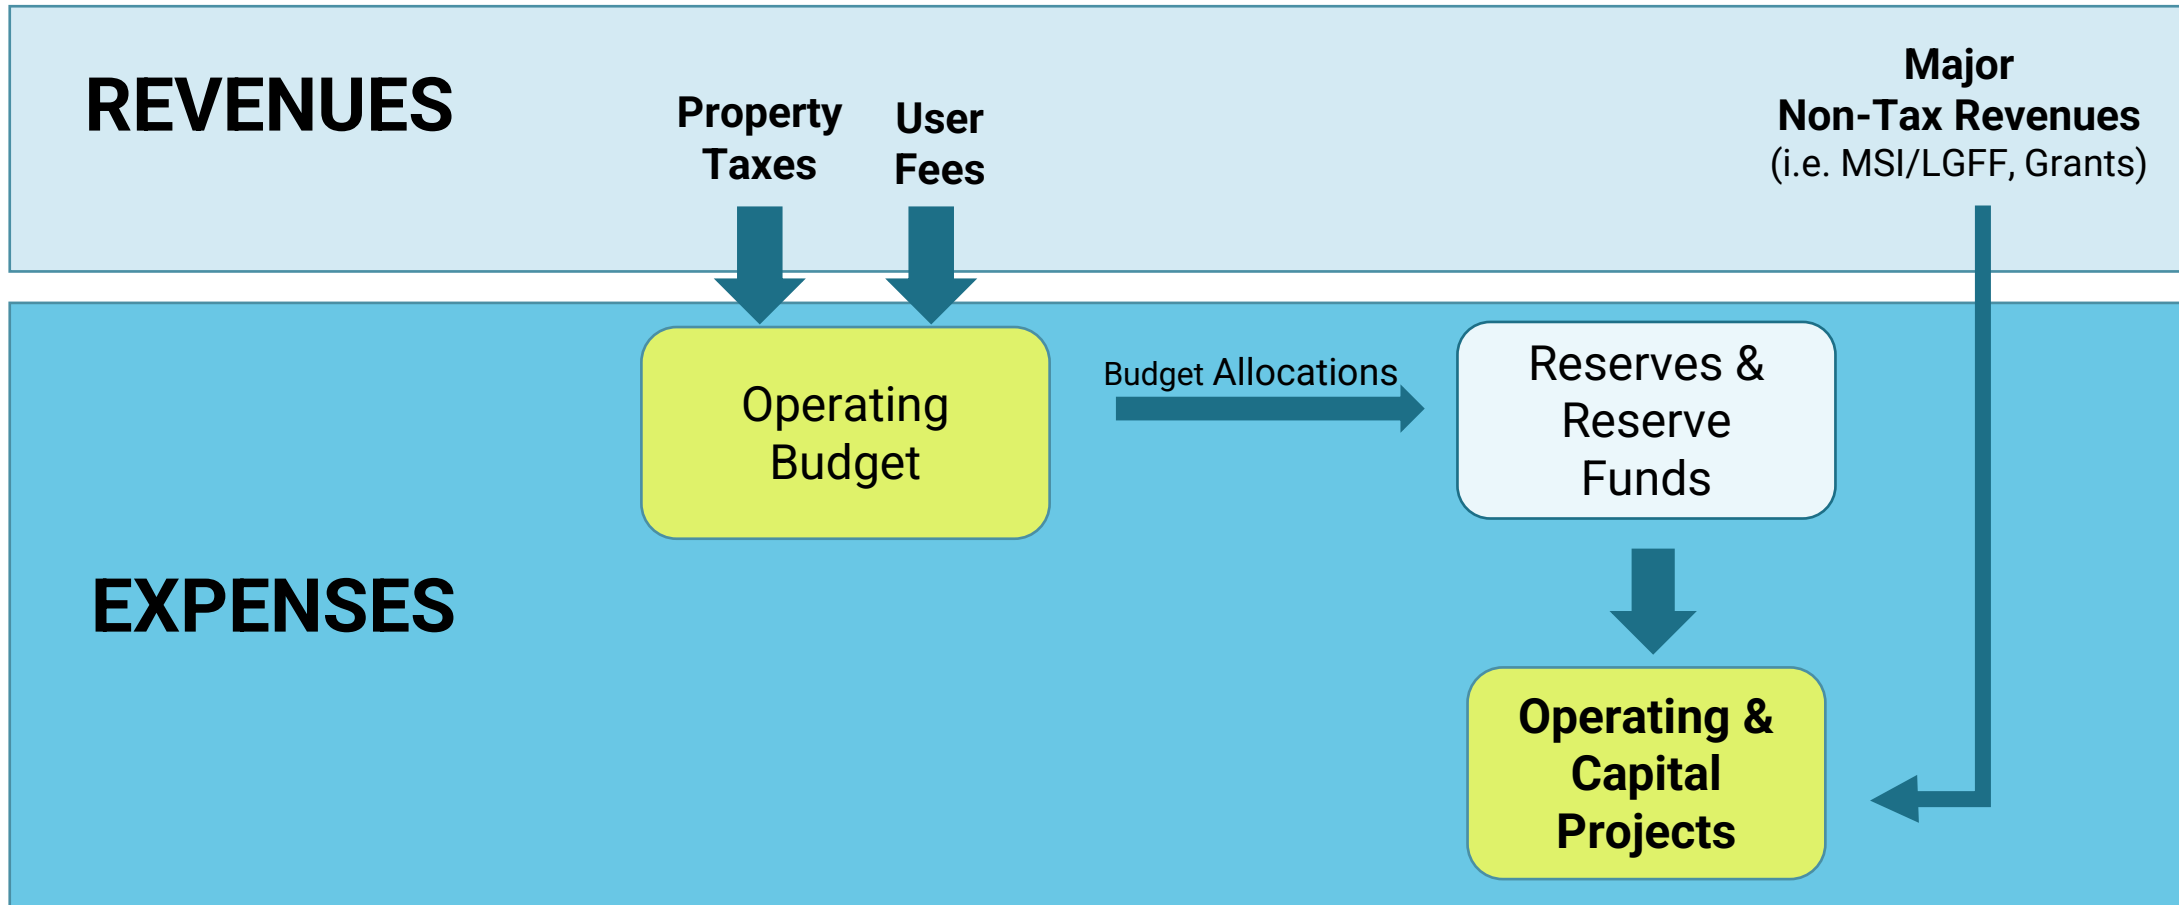 REVENUES
Property
Taxes
User
Fees
Major
Non-Tax Revenues
(i.e. MSI/LGFF, Grants)
EXPENSES
Operating
Budget
Budget Allocations
Reserves &
Reserve
Funds
Operating &
Capital
Projects